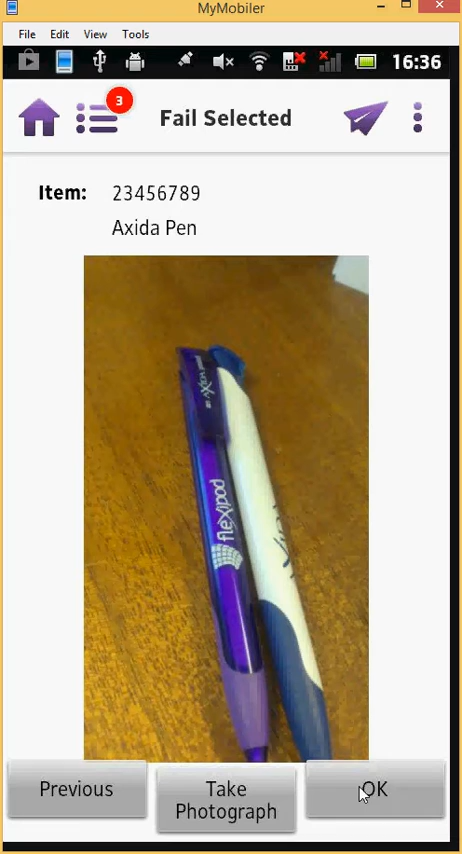 MyMobiler
File Edit View Tools
16:36
3
Fail Selected
Item: 23456789
Axida Pen
AXIDA
flexipod
Previous
Take
Photograph
OK